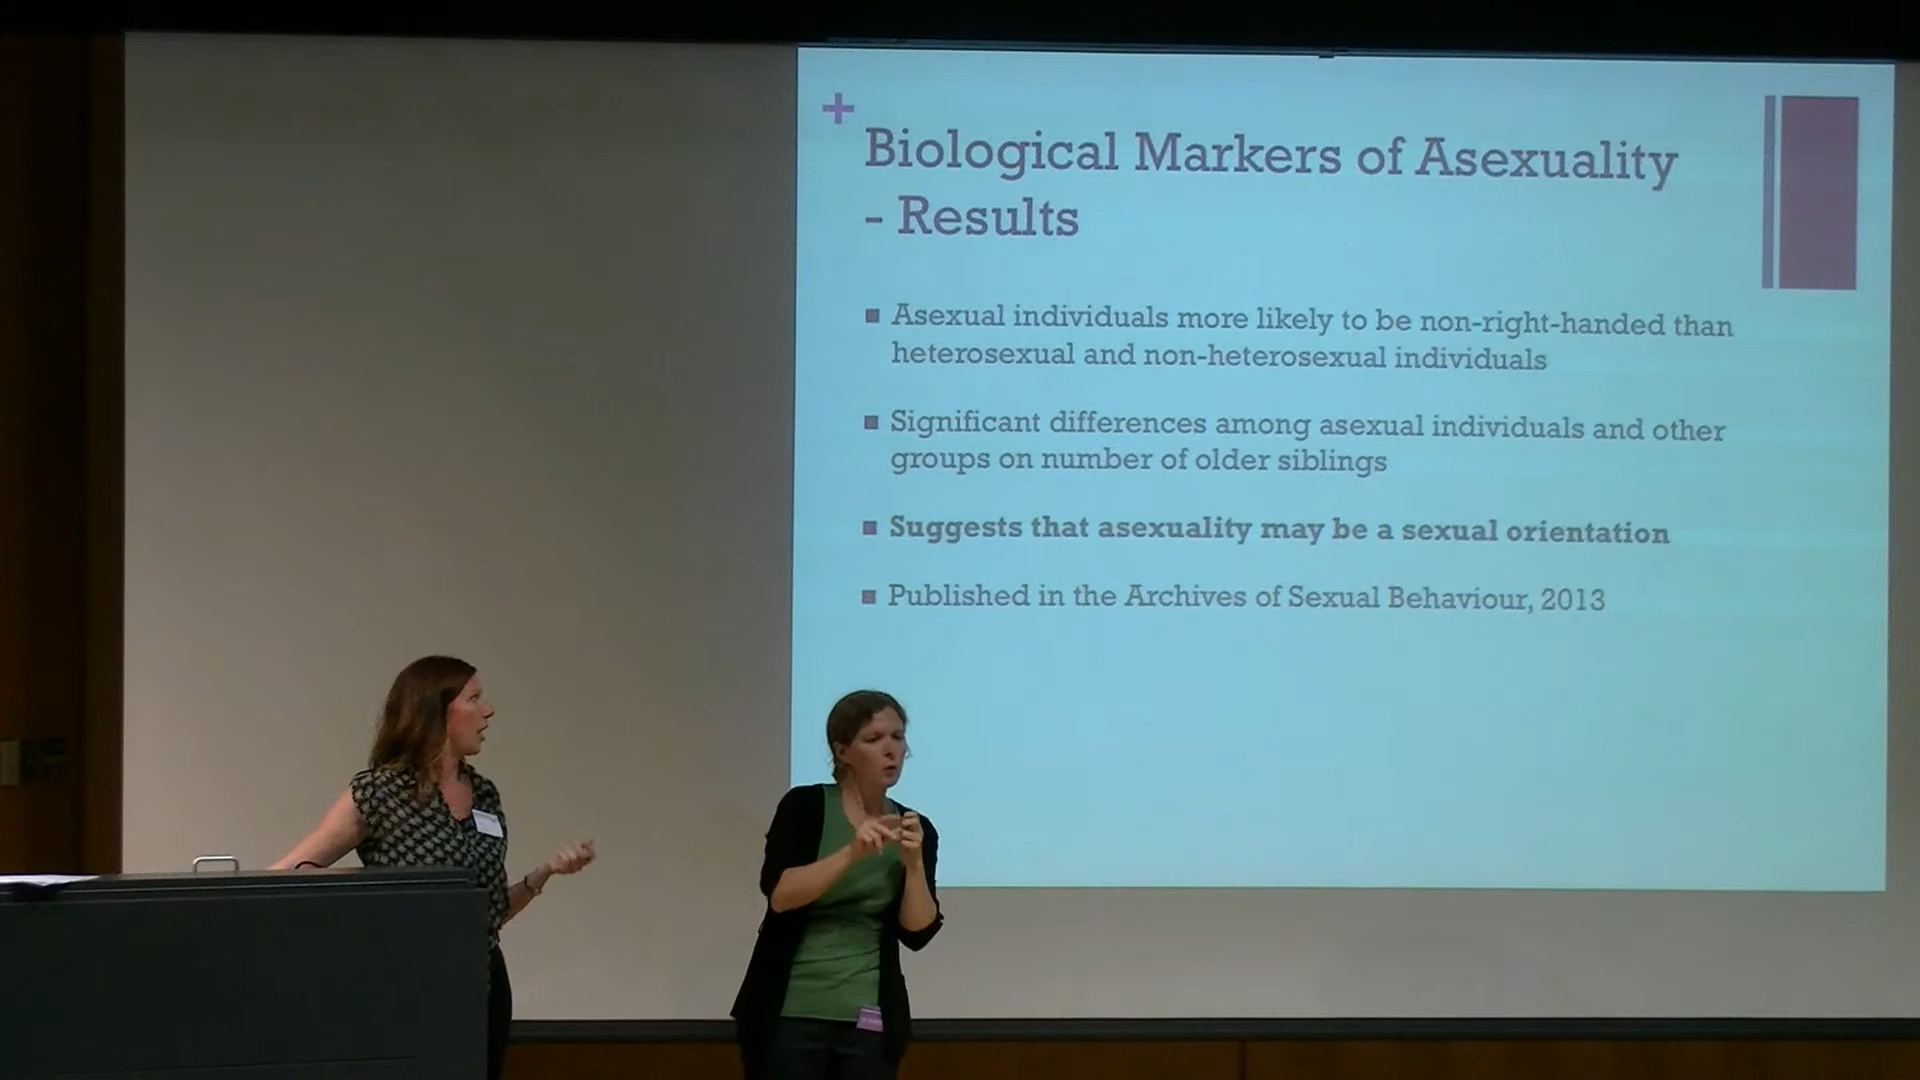 +
Biological Markers of Asexuality
- Results
■ Asexual individuals more likely to be non-right-handed than
heterosexual and non-heterosexual individuals
■ Significant differences among asexual individuals and other
groups on number of older siblings
■ Suggests that asexuality may be a sexual orientation
■ Published in the Archives of Sexual Behaviour, 2013